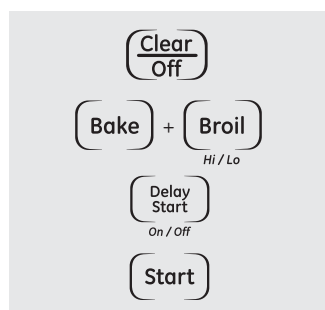 Clear
Off
Bake + Broil
Hi / Lo
Delay
Start
On / Off
Start